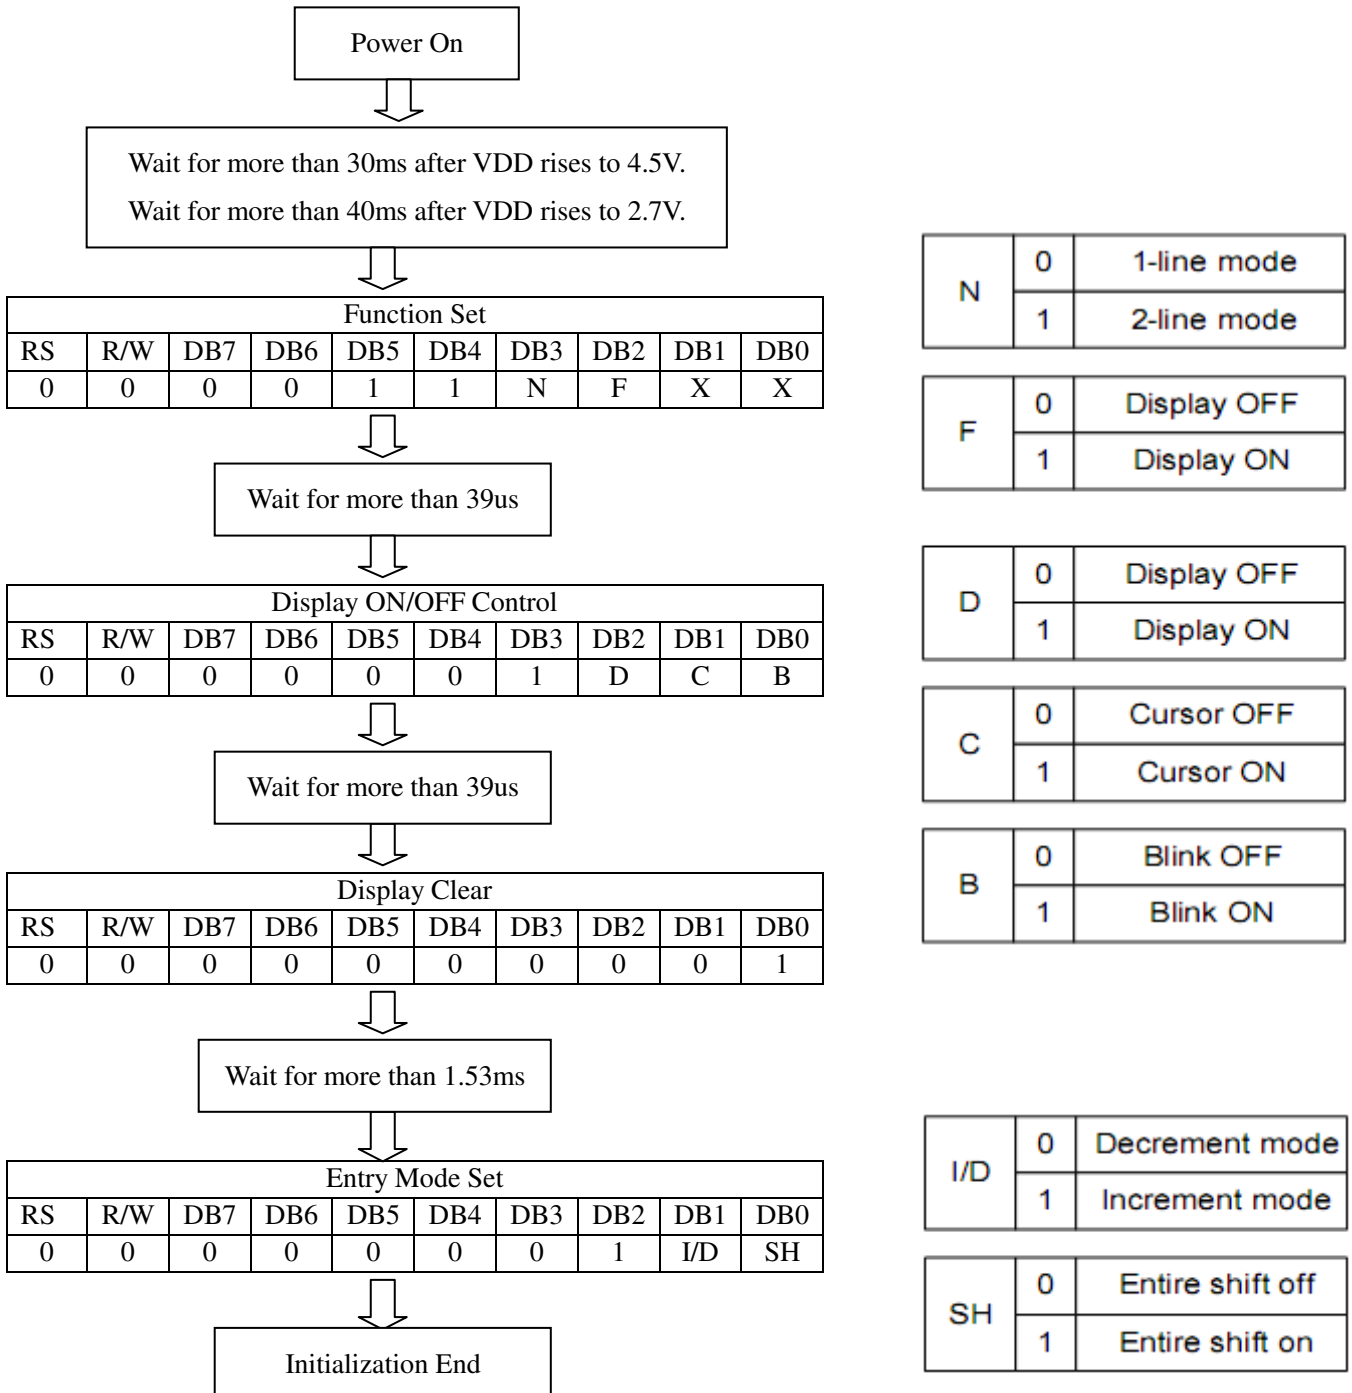 Power On
Wait for more than 30ms after VDD rises to 4.5V.
Wait for more than 40ms after VDD rises to 2.7V.
Function Set
RS R/W DB7 DB6 DB5 DB4 DB3 DB2 DB1 DB0
0 0 0 0 1 1 N F X X
Wait for more than 39us
Display ON/OFF Control
RS R/W DB7 DB6 DB5 DB4 DB3 DB2 DB1 DB0
0 0 0 0 0 0 1 D C B
Wait for more than 39us
Display Clear
RS R/W DB7 DB6 DB5 DB4 DB3 DB2 DB1 DB0
0 0 0 0 0 0 0 0 0 1
Wait for more than 1.53ms
Entry Mode Set
RS R/W DB7 DB6 DB5 DB4 DB3 DB2 DB1 DB0
0 0 0 0 0 0 0 1 I/D SH
Initialization End
N
0 1-line mode
1 2-line mode
F
0 Display OFF
1 Display ON
D
0 Display OFF
1 Display ON
C
0 Cursor OFF
1 Cursor ON
B
0 Blink OFF
1 Blink ON
I/D
0 Decrement mode
1 Increment mode
SH
0 Entire shift off
1 Entire shift on